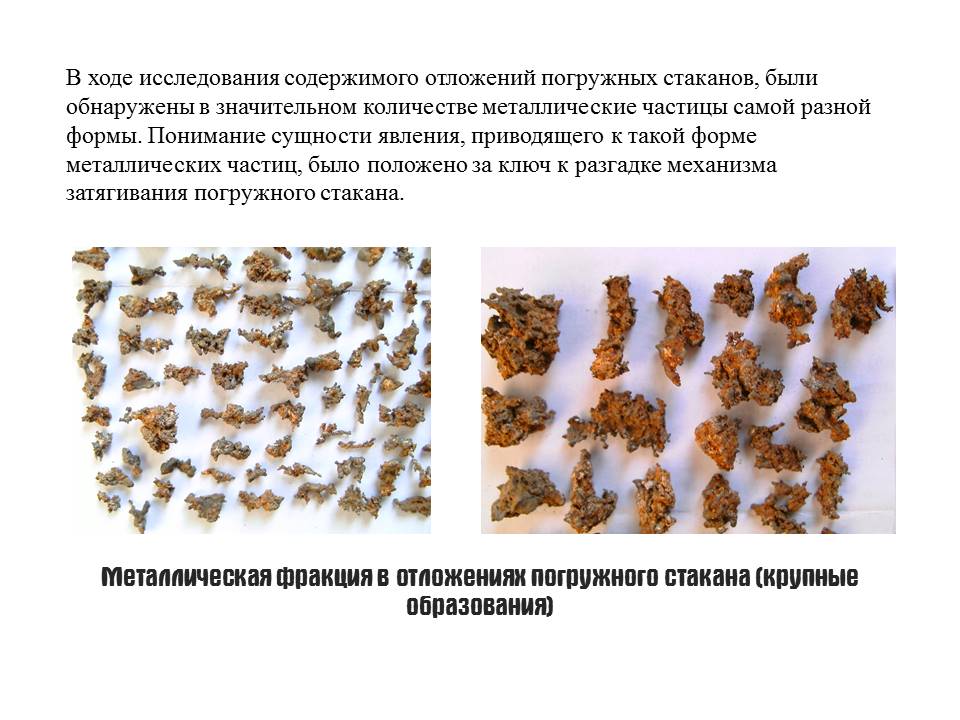 В ходе исследования содержимого отложений погружных стаканов, были
обнаружены в значительном количестве металлические частицы самой разной
формы. Понимание сущности явления, приводящего к такой форме
металлических частиц, было положено за ключ к разгадке механизма
затягивания погружного стакана.
Металлическая фракция в отложениях погружного стакана (крупные
образования)